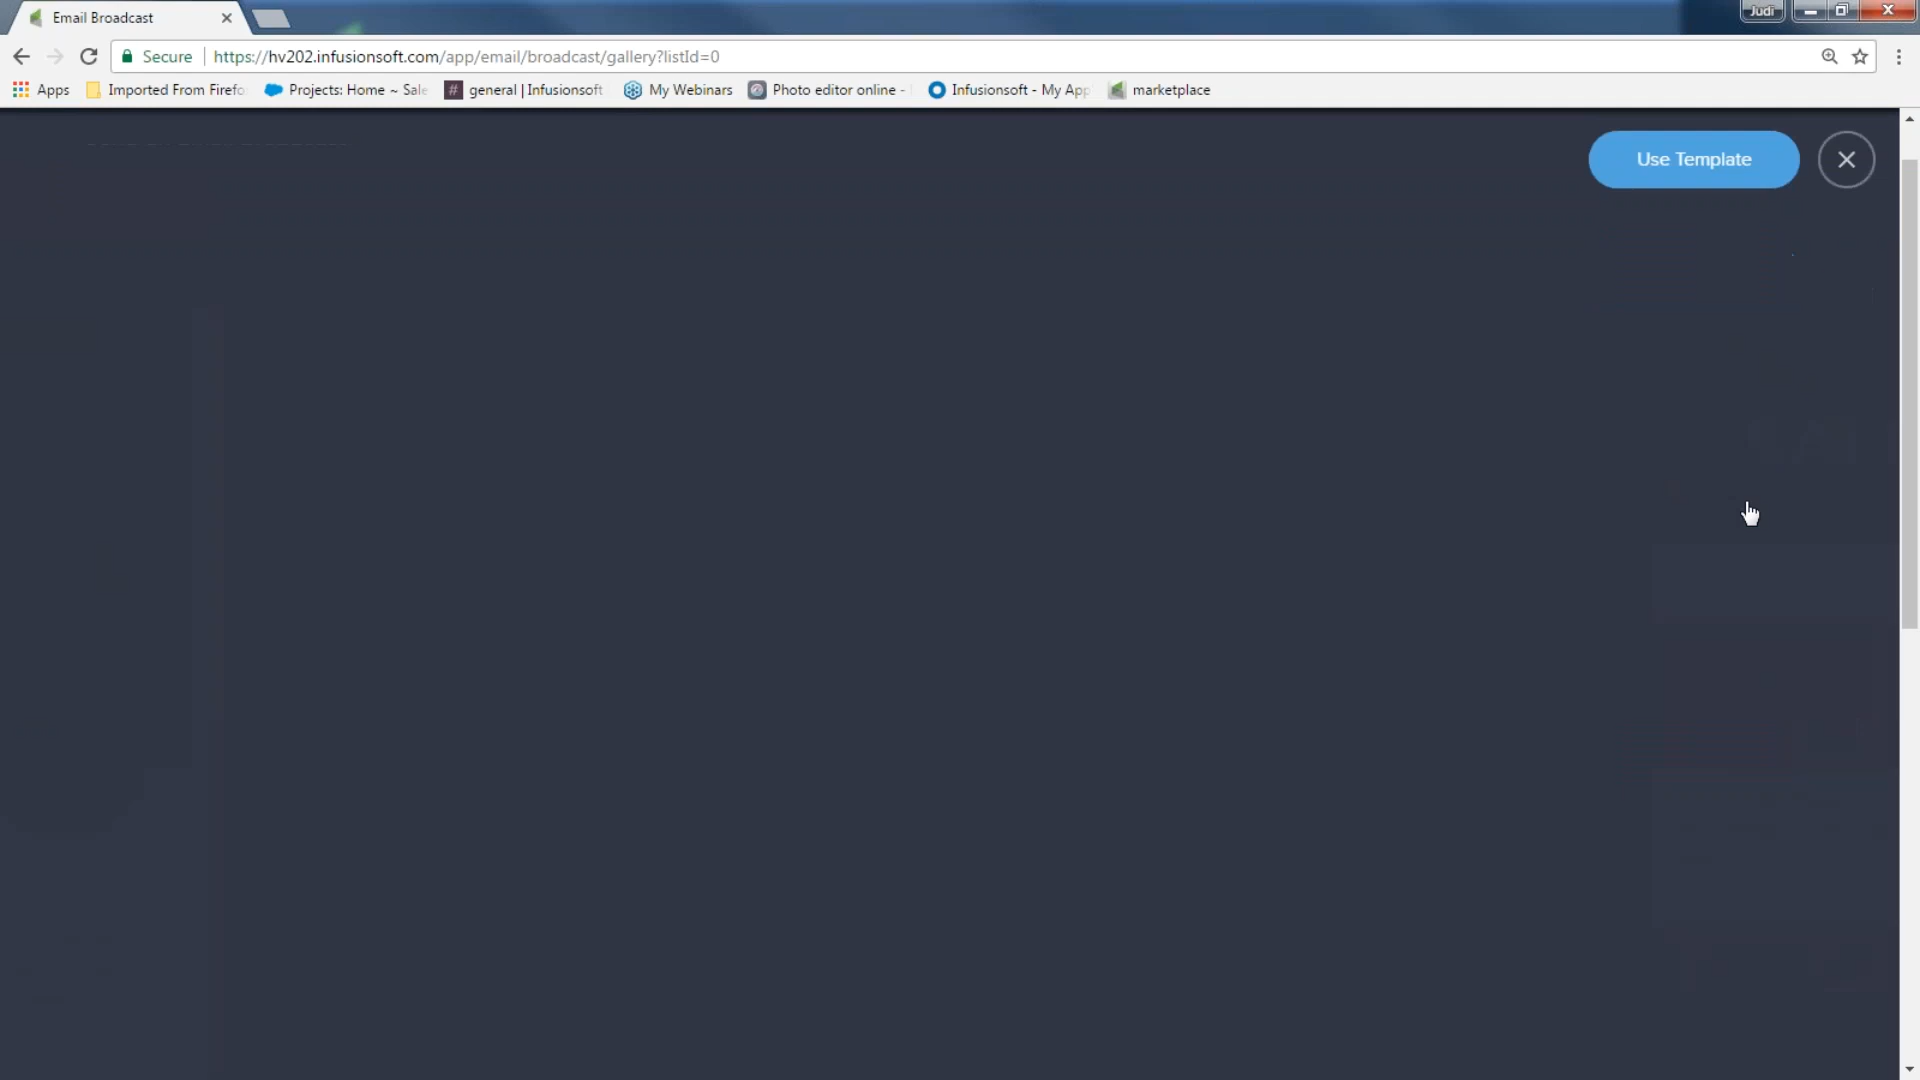 Email Broadcast
Judi
Secure https://hv202.infusionsoft.com/app/email/broadcast/gallery?listId=0
Apps Imported From Firefo Projects: Home ~ Sale # general | Infusionsoft My Webinars Photo editor online - Infusionsoft - My App marketplace
Use Template